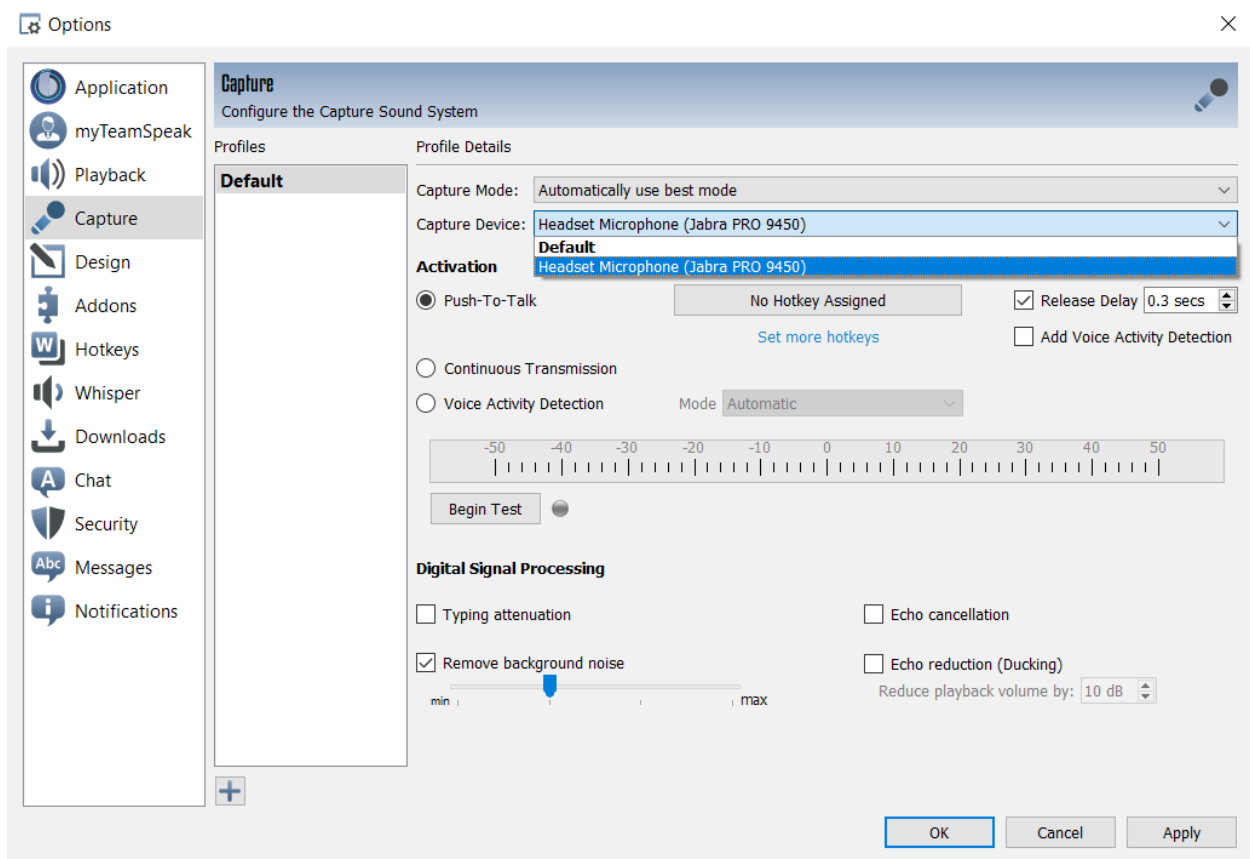 Options
Application
myTeamSpeak
Playback
Capture
Design
Addons
Hotkeys
Whisper
Downloads
Chat
Security
Messages
Notifications
Capture
Configure the Capture Sound System
Profiles
Default
Profile Details
Capture Mode: Automatically use best mode
Capture Device: Headset Microphone (Jabra PRO 9450)
Default
Headset Microphone (Jabra PRO 9450)
Activation
Push-To-Talk No Hotkey Assigned Release Delay 0.3 secs
Set more hotkeys Add Voice Activity Detection
Continuous Transmission
Voice Activity Detection Mode Automatic
-50 -40 -30 -20 -10 0 10 20 30 40 50
Begin Test
Digital Signal Processing
Typing attenuation Echo cancellation
Remove background noise Echo reduction (Ducking)
min max Reduce playback volume by: 10 dB
OK Cancel Apply
W
A
Abc
i